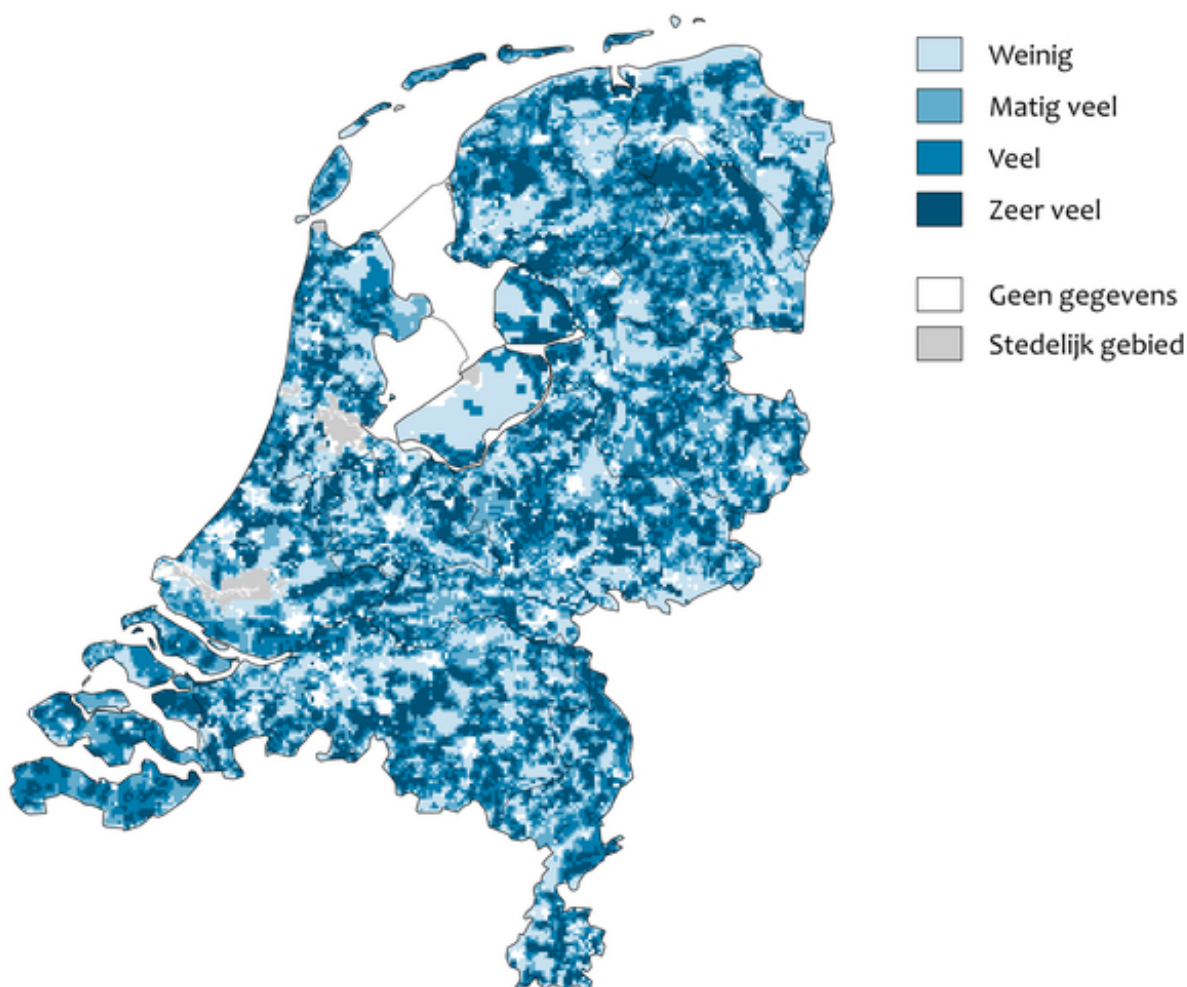 Weinig
Matig veel
Veel
Zeer veel
Geen gegevens
Stedelijk gebied